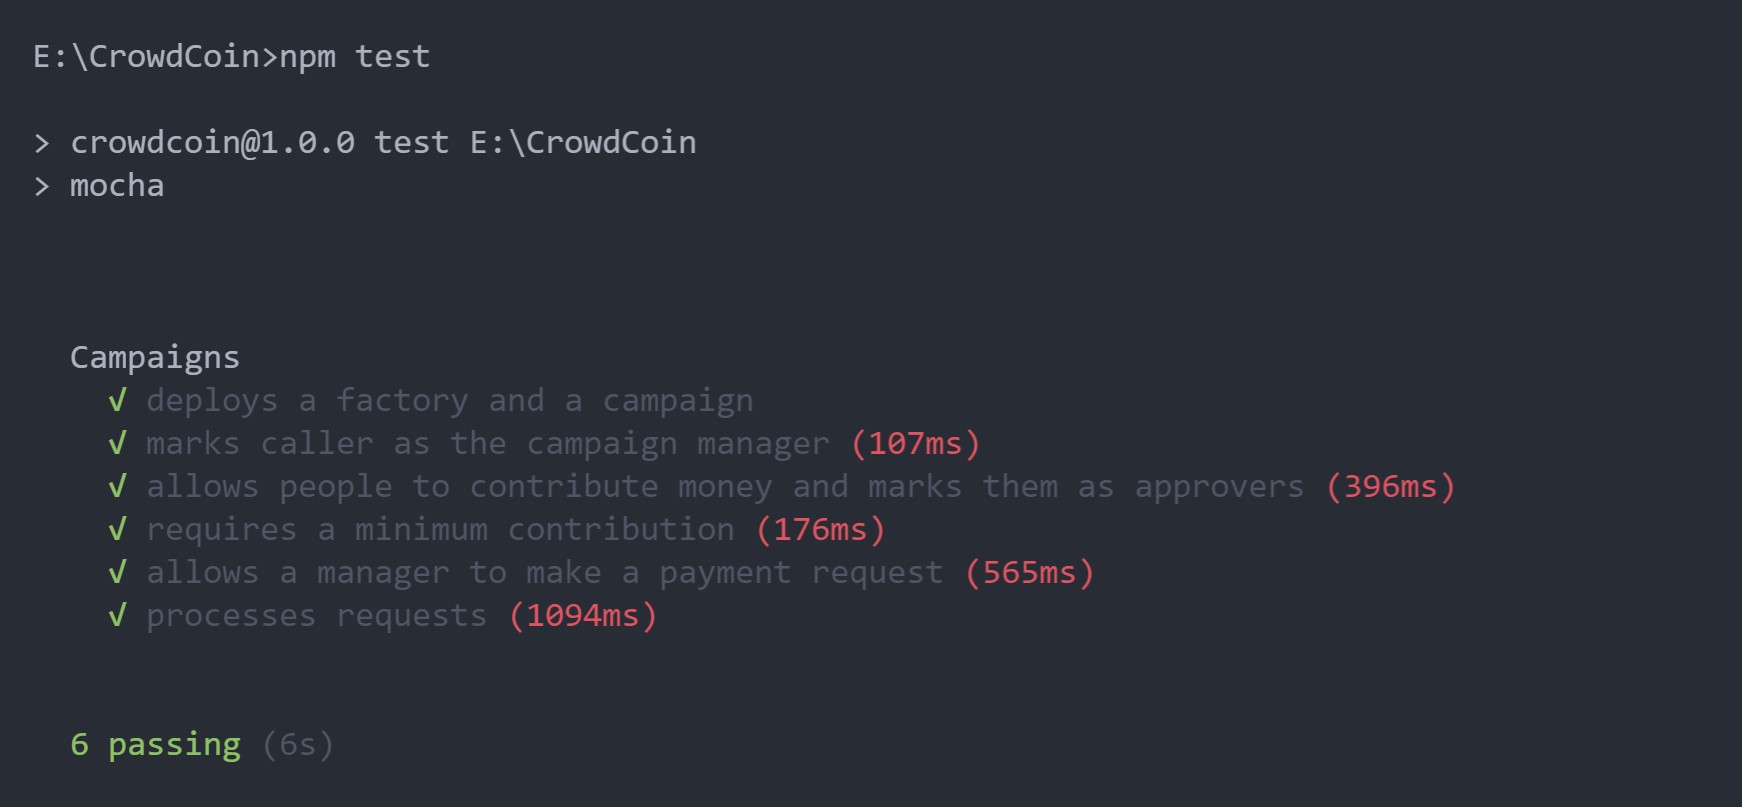 E:\CrowdCoin>npm test
> crowdcoin@1.0.0 test E:\CrowdCoin
> mocha
Campaigns
√ deploys a factory and a campaign
√ marks caller as the campaign manager (107ms)
√ allows people to contribute money and marks them as approvers (396ms)
√ requires a minimum contribution (176ms)
√ allows a manager to make a payment request (565ms)
√ processes requests (1094ms)
6 passing (6s)